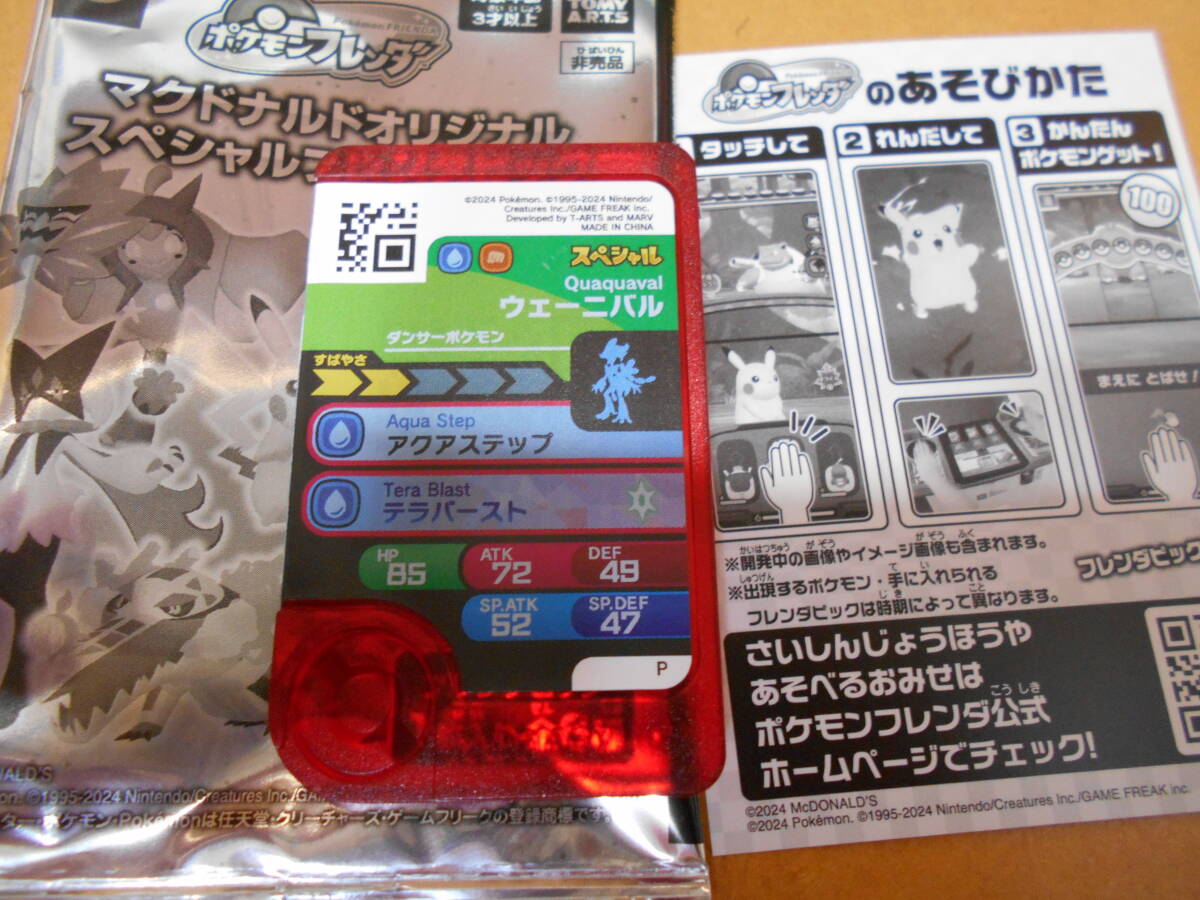 3才以上
TOMY
A.R.T.S
ひばいひん
非売品
Pokémon FRIENDA
ポケモンフレンダ
マクドナルドオリジナル
スペシャル
©2024 Pokémon. ©1995-2024 Nintendo/
Creatures Inc./GAME FREAK inc.
Developed by T-ARTS and MARV
MADE IN CHINA
スペシャル
Quaquaval
ウェーニバル
ダンサーポケモン
すばやさ
Aqua Step
アクアステップ
Tera Blast
テラバースト
HP
85
ATK
72
DEF
49
SP.ATK
52
SP.DEF
47
P
ALD'S
on. ©1995-2024 Nintendo/Creatures Inc./GA
ター・ポケモン・Pokémonは任天堂・クリーチャーズ・ゲームフリークの登録商標です。
Pokémon FRIENDA
ポケモンフレンダのあそびかた
タッチして
2 れんだして
3 かんたん
ポケモンゲット!
100
まえに とばせ!
※開発中の画像やイメージ画像も含まれます。
※出現するポケモン・手に入れられる
フレンダピックは時期によって異なります。
フレンダピック
さいしんじょうほうや
あそべるおみせは
ポケモンフレンダ公式
ホームページでチェック!
©2024 McDONALD'S
©2024 Pokémon. ©1995-2024 Nintendo/Creatures Inc./GAME FREAK inc.